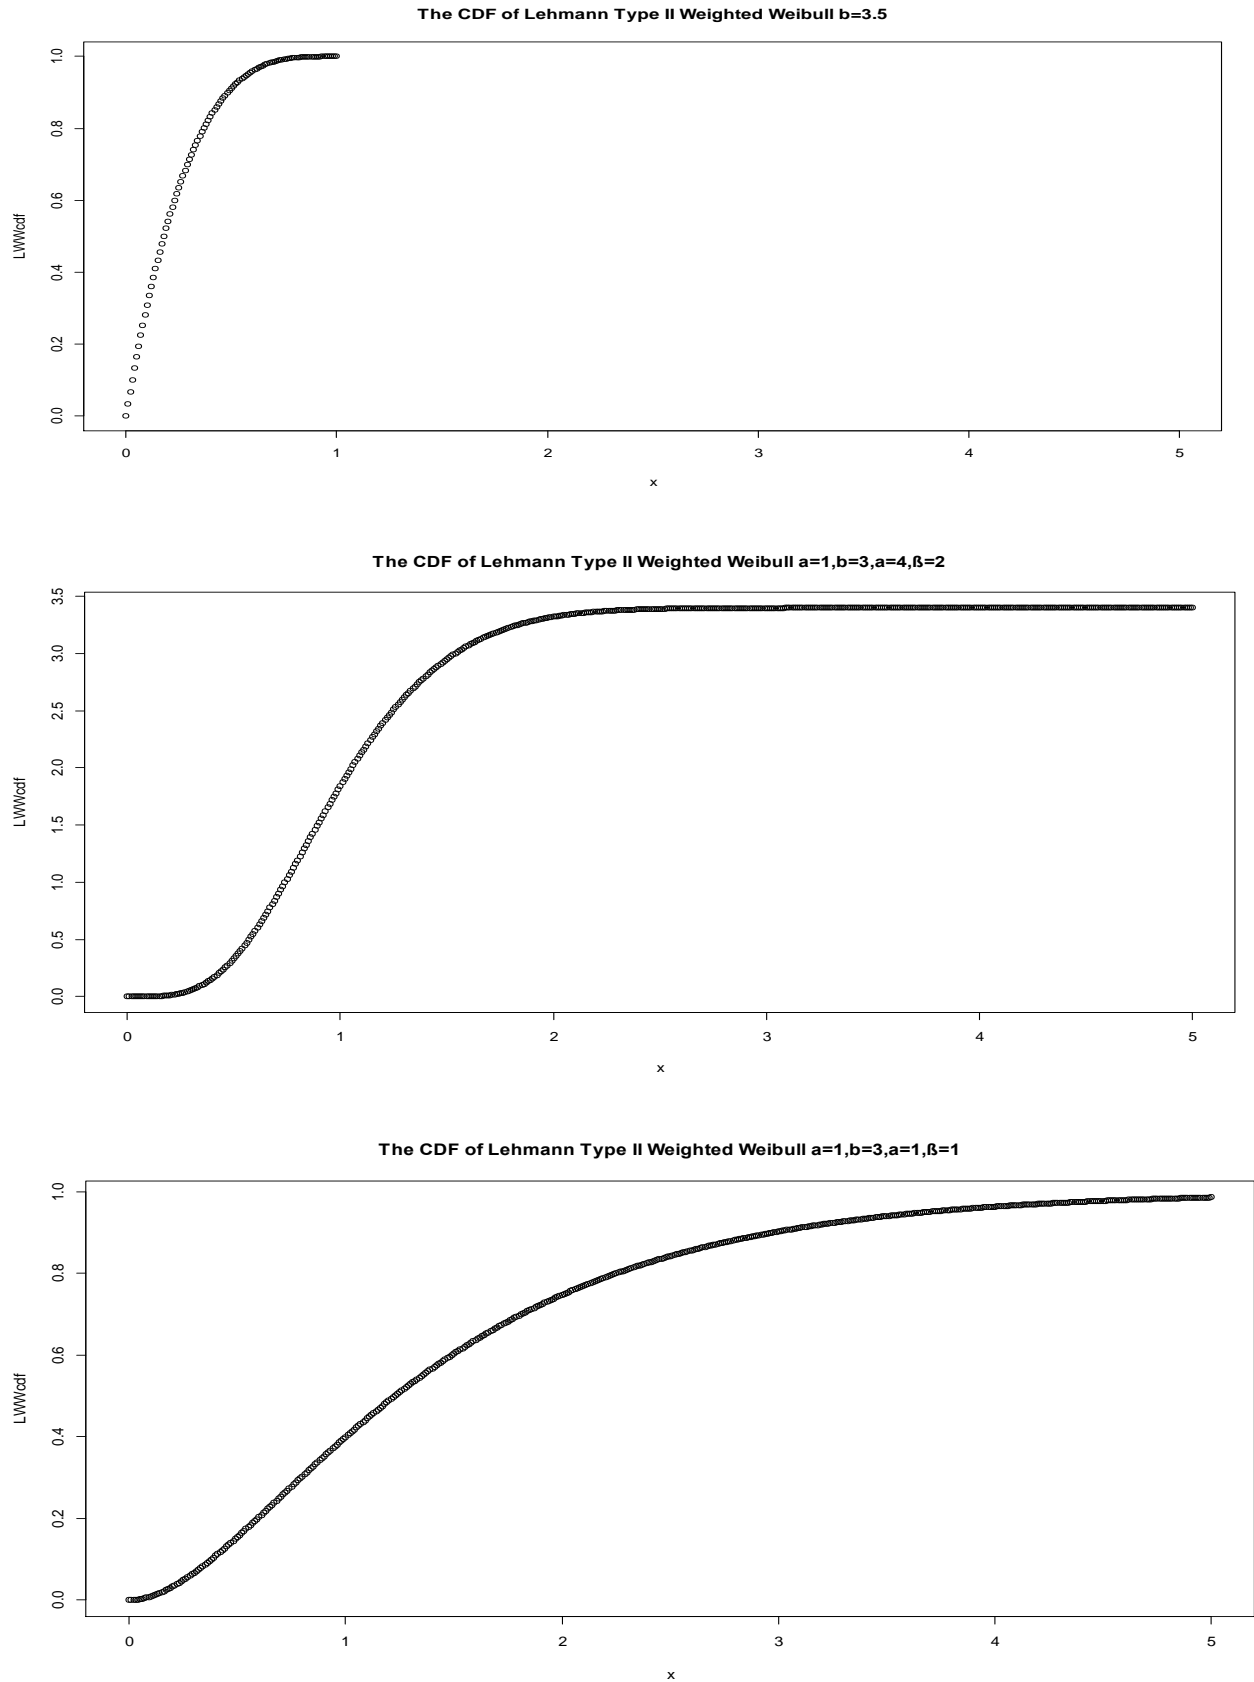 The CDF of Lehmann Type II Weighted Weibull b=3.5
1.0
0.8
0.6
0.4
0.2
0.0
LWWcdf
0 1 2 3 4 5
x
The CDF of Lehmann Type II Weighted Weibull a=1,b=3,a=4,ß=2
3.5
3.0
2.5
2.0
1.5
1.0
0.5
0.0
LWWcdf
0 1 2 3 4 5
x
The CDF of Lehmann Type II Weighted Weibull a=1,b=3,a=1,ß=1
1.0
0.8
0.6
0.4
0.2
0.0
LWWcdf
0 1 2 3 4 5
x